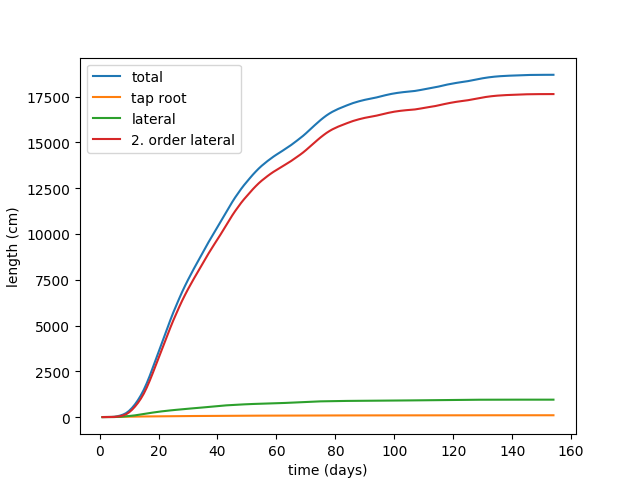 total
tap root
lateral
2. order lateral
17500
15000
12500
10000
7500
5000
2500
0
length (cm)
0 20 40 60 80 100 120 140 160
time (days)